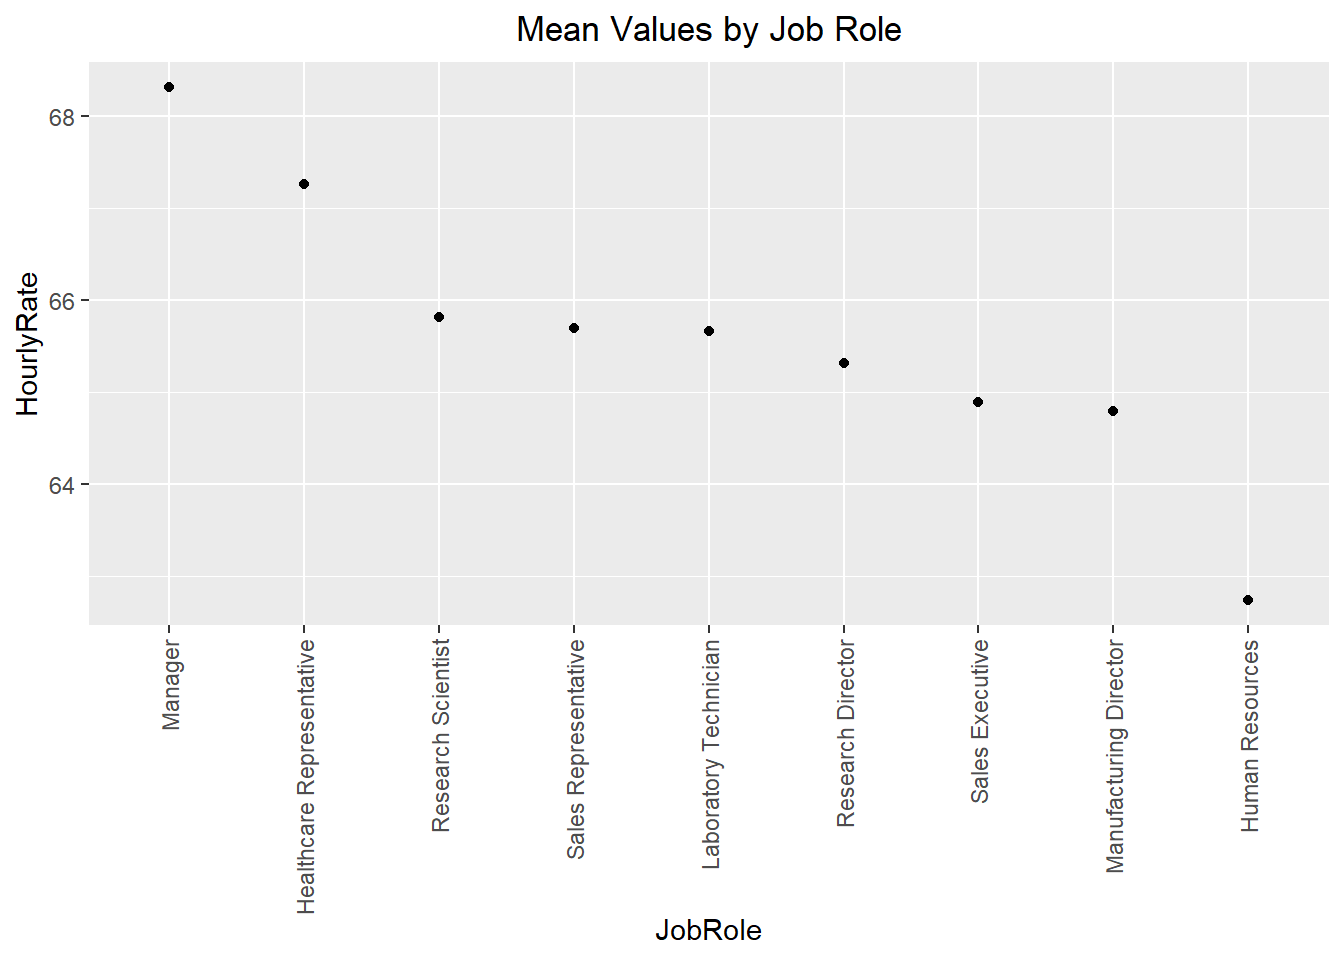 Mean Values by Job Role
HourlyRate
68
66
64
Manager
Healthcare Representative
Research Scientist
Sales Representative
Laboratory Technician
Research Director
Sales Executive
Manufacturing Director
Human Resources
JobRole